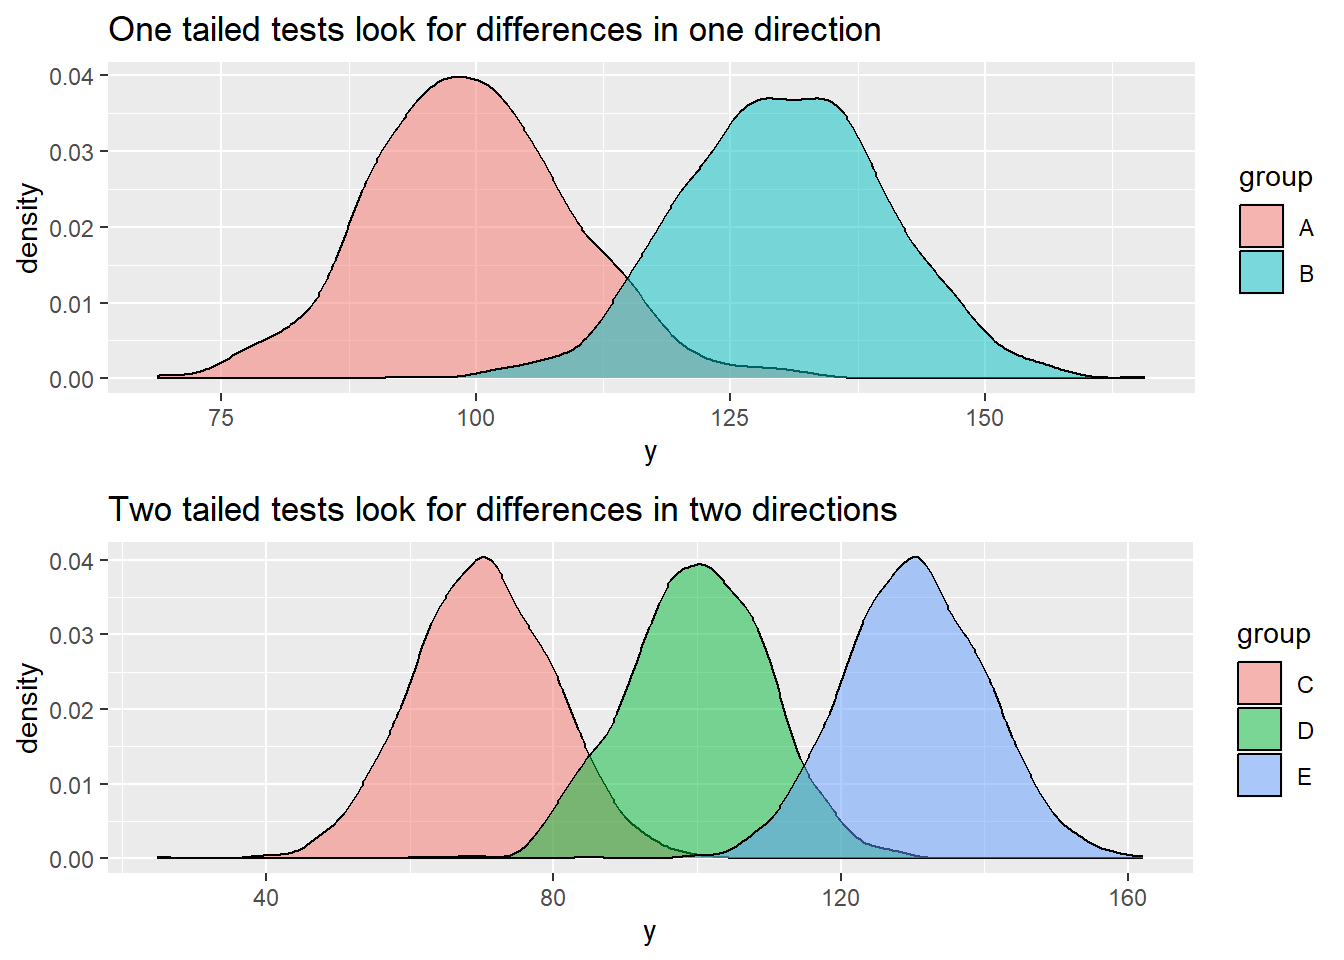 One tailed tests look for differences in one direction
0.04
0.03
0.02
0.01
0.00
density
75 100 125 150
y
group
A
B
Two tailed tests look for differences in two directions
0.04
0.03
0.02
0.01
0.00
density
40 80 120 160
y
group
C
D
E